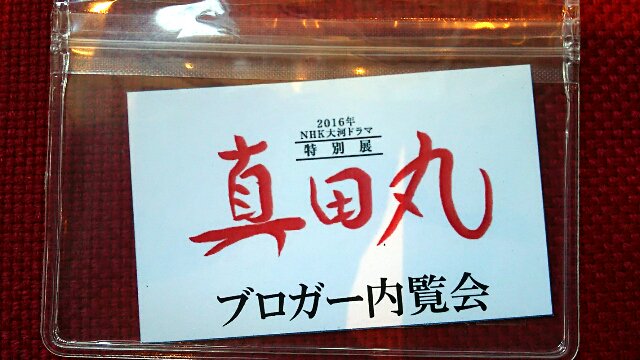 2016年
NHK大河ドラマ
特別展
真田丸
ブロガー内覧会